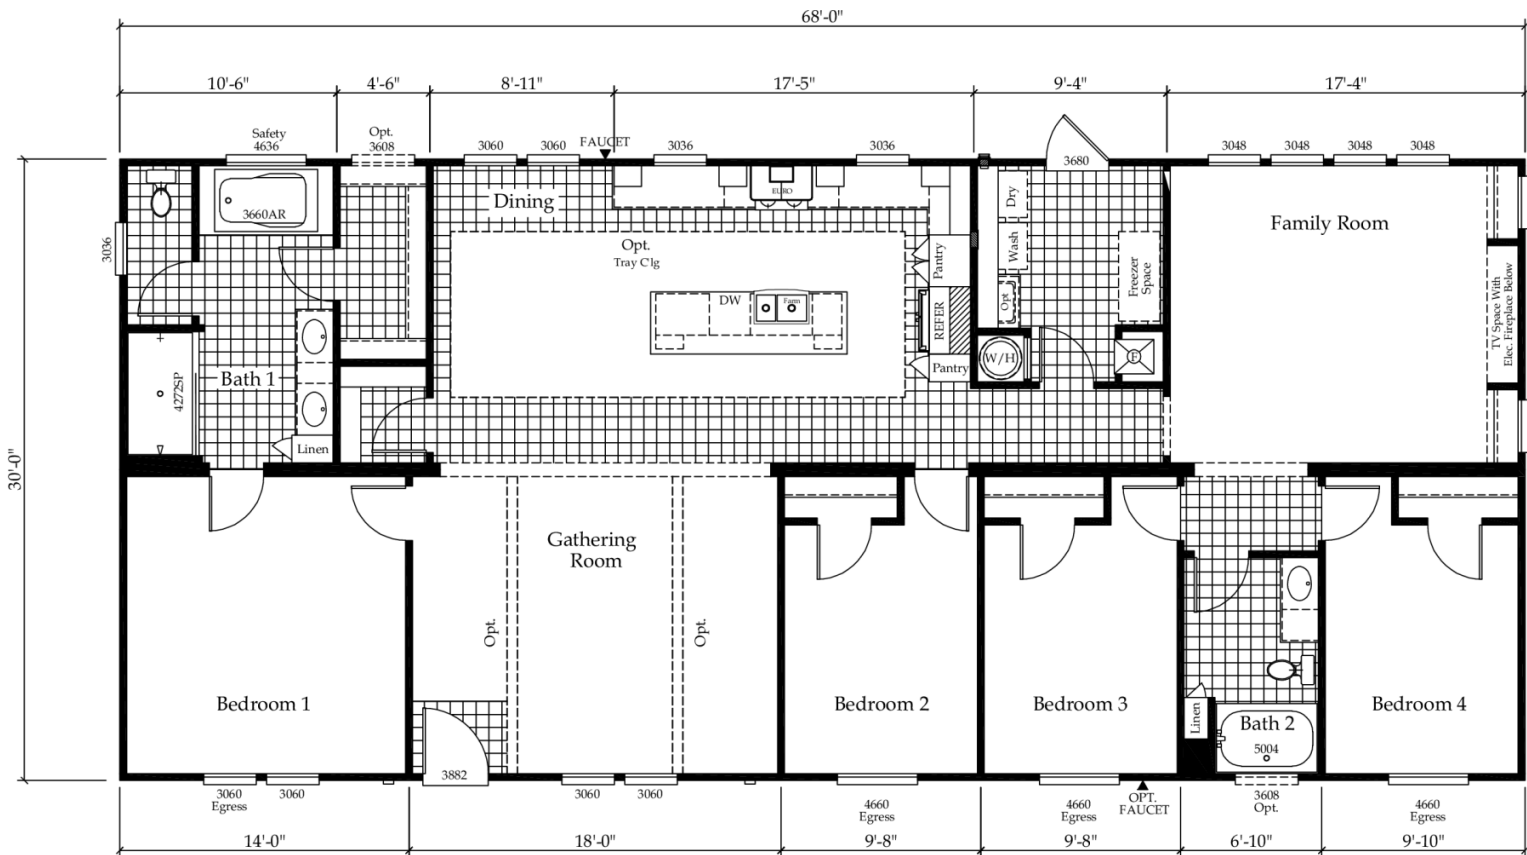 68'-0"
10'-6"
4'-6"
8'-11"
17'-5"
9'-4"
17'-4"
Safety
4636
Opt.
3608
3060
3060
FAUCET
3036
3036
3680
3048
3048
3048
3048
3036
3660AR
Dining
EURO
Opt.
Tray C'lg
Dry
Wash
Opt
Freezer
Space
Family Room
TV Space With
Elec. Fireplace Below
DW
Farm
Pantry
REFER
Pantry
W/H
F
Bath 1
4272SP
Linen
30'-0"
Gathering
Room
Opt.
Opt.
Bedroom 1
Bedroom 2
Bedroom 3
Linen
Bath 2
5004
Bedroom 4
3882
3060
Egress
3060
3060
3060
4660
Egress
4660
Egress
OPT.
FAUCET
3608
Opt.
4660
Egress
14'-0"
18'-0"
9'-8"
9'-8"
6'-10"
9'-10"